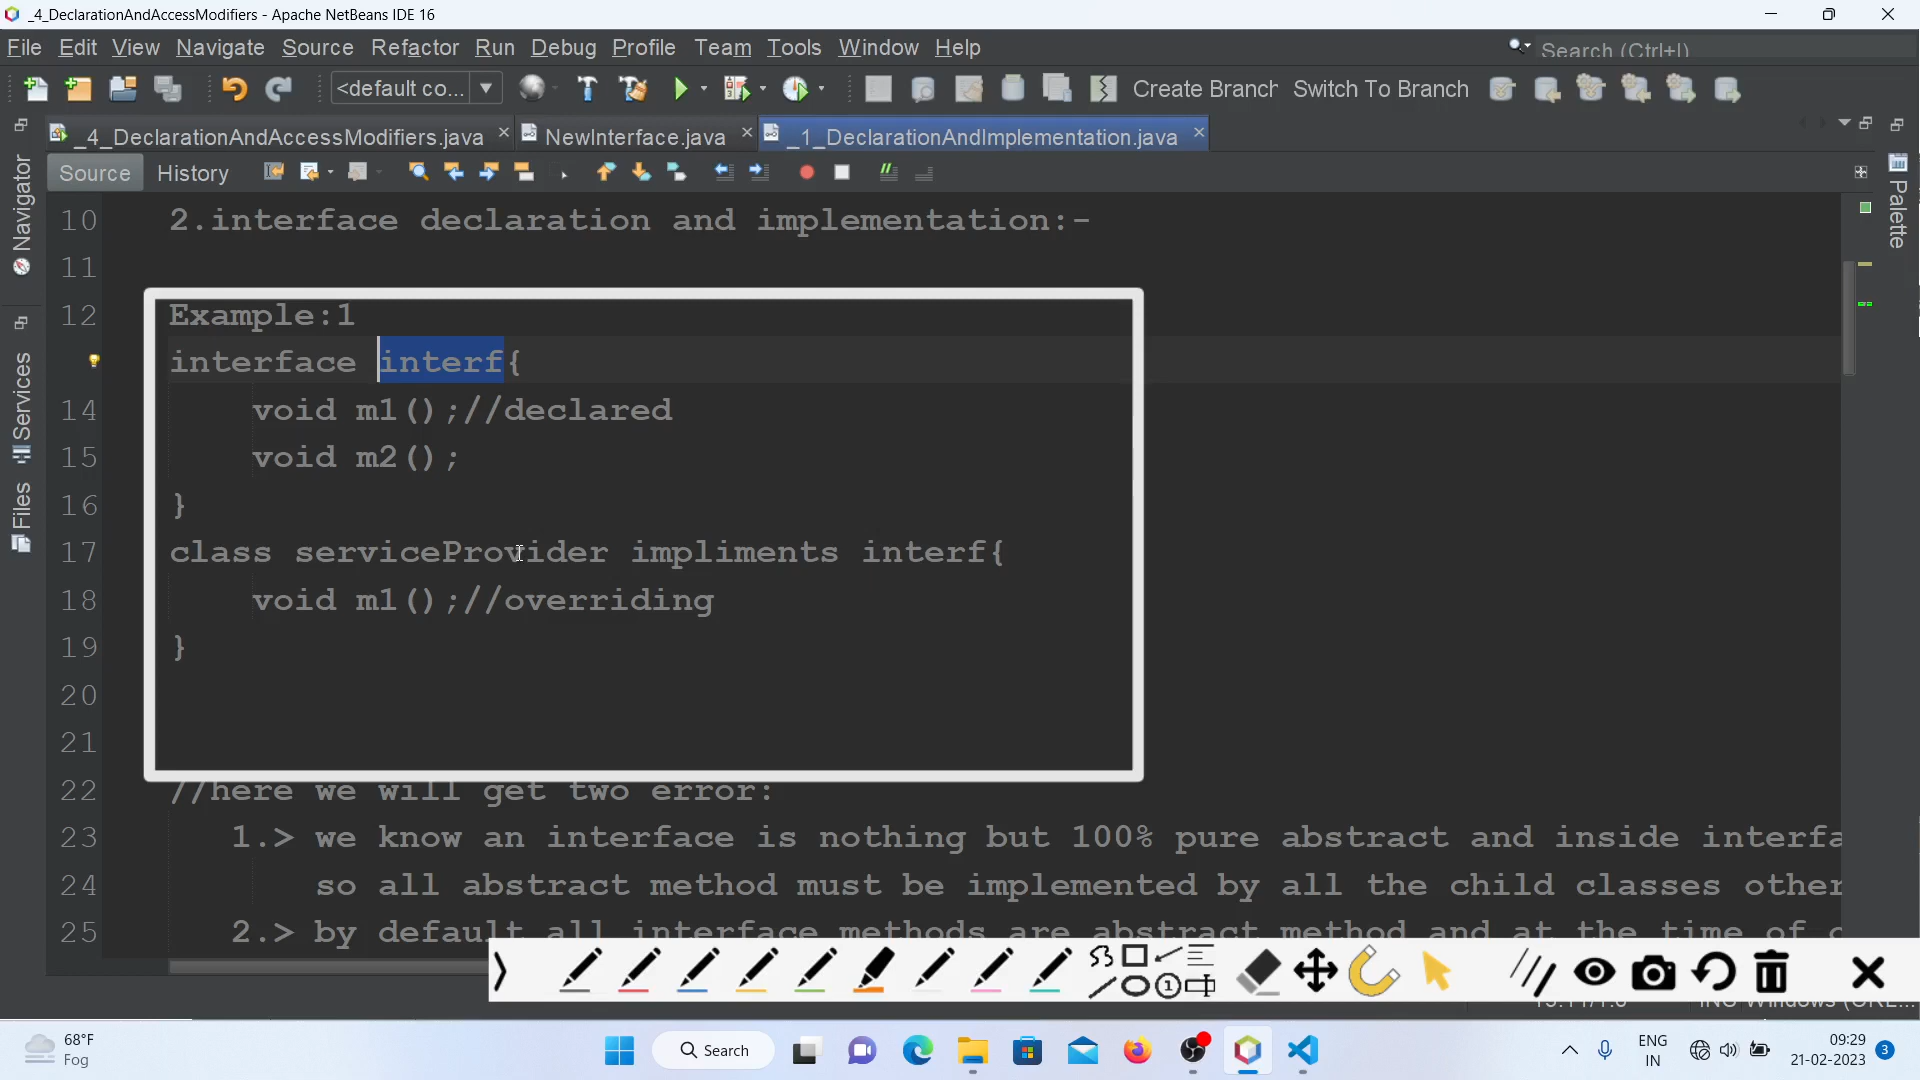 _4_DeclarationAndAccessModifiers - Apache NetBeans IDE 16
File Edit View Navigate Source Refactor Run Debug Profile Team Tools Window Help
Search (Ctrl+I)
<default co... Create Branch Switch To Branch
_4_DeclarationAndAccessModifiers.java NewInterface.java _1_DeclarationAndImplementation.java
Source History
Navigator
Services
Files
Palette
10 2.interface declaration and implementation:-
11
12 Example:1
interface interf{
14 void m1();//declared
15 void m2();
16 }
17 class serviceProvider impliments interf{
18 void m1();//overriding
19 }
20
21
22 //here we will get two error:
23 1.> we know an interface is nothing but 100% pure abstract and inside interfa
24 so all abstract method must be implemented by all the child classes other
25 2.> by default all interface methods are abstract method and at the time of c
68°F
Fog
Search
ENG
IN
09:29
21-02-2023
3